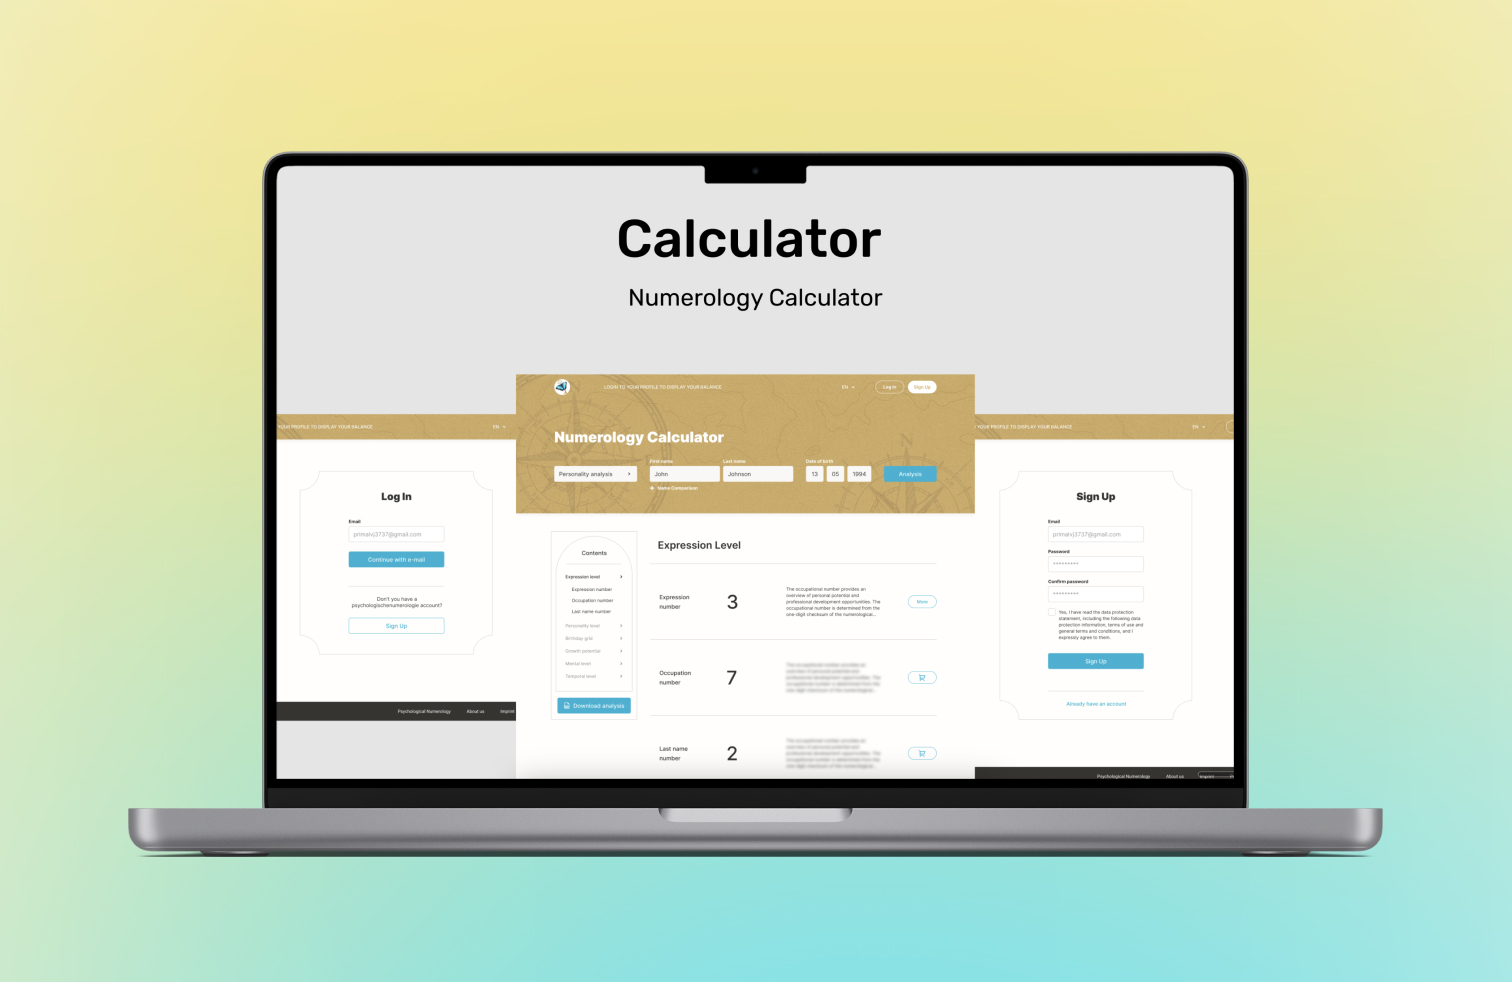 Calculator
Numerology Calculator
YOUR PROFILE TO DISPLAY YOUR BALANCE
EN
Log In
Email
primalvj3737@gmail.com
Continue with e-mail
Don't you have a
psychologischenumerologie account?
Sign Up
Psychological Numerology
About us
Imprint
LOGIN TO YOUR PROFILE TO DISPLAY YOUR BALANCE
EN
Log In
Sign Up
Numerology Calculator
First name
Last name
Date of birth
Personality analysis
John
Johnson
13
05
1994
Analysis
Name Comparison
N
Contents
Expression level
Expression number
Occupation number
Last name number
Personality level
Birthday grid
Growth potential
Mental level
Temporal level
Download analysis
Expression Level
Expression
number
3
The occupational number provides an
overview of personal potential and
professional development opportunities. The
occupational number is determined from the
one-digit checksum of the numerological...
More
Occupation
number
7
Last name
number
2
YOUR PROFILE TO DISPLAY YOUR BALANCE
EN
Sign Up
Email
primalvj3737@gmail.com
Password
*********
Confirm password
*********
Yes, I have read the data protection
statement, including the following data
protection information, terms of use and
general terms and conditions, and I
expressly agree to them.
Sign Up
Already have an account
Psychological Numerology
About us
Imprint